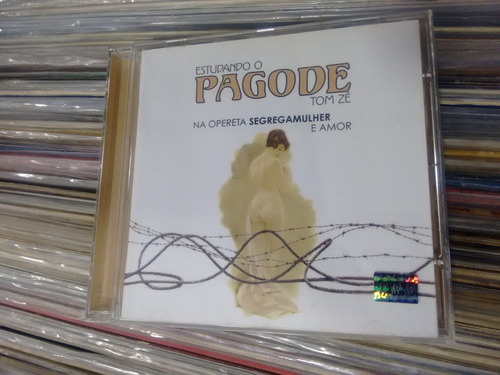 ESTUDANDO O
PAGODE
TOM ZÉ
NA OPERETA SEGREGAMULHER
E AMOR